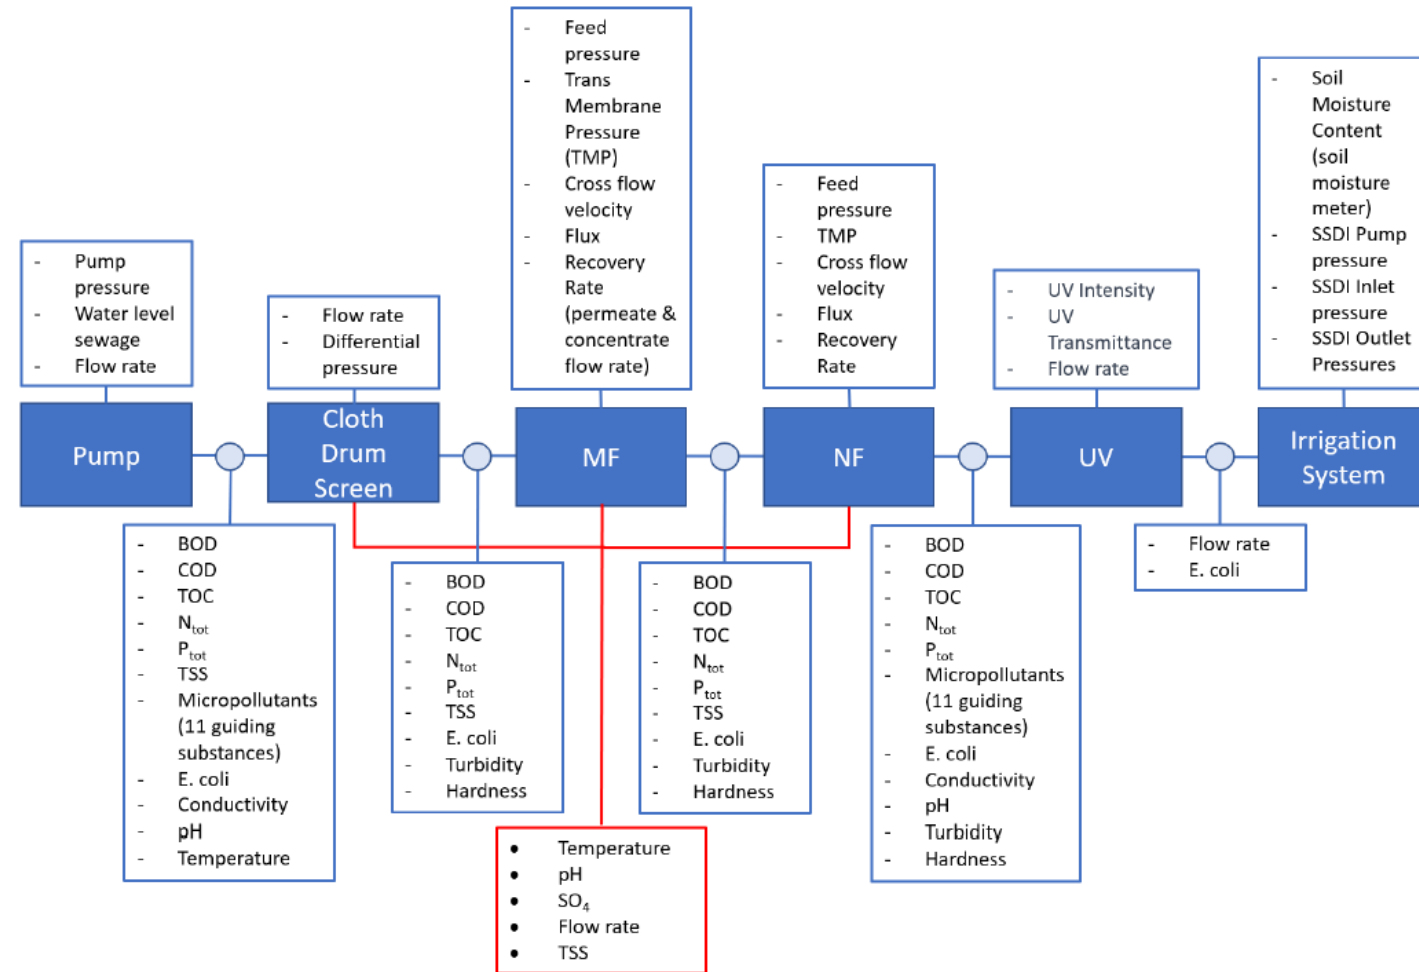 - Feed
pressure
- Trans
Membrane
Pressure
(TMP)
- Cross flow
velocity
- Flux
- Recovery
Rate
(permeate &
concentrate
flow rate)
- Soil
Moisture
Content
(soil
moisture
meter)
- SSDI Pump
pressure
- SSDI Inlet
pressure
- SSDI Outlet
Pressures
- Feed
pressure
- TMP
- Cross flow
velocity
- Flux
- Recovery
Rate
- Pump
pressure
- Water level
sewage
- Flow rate
- Flow rate
- Differential
pressure
- UV Intensity
- UV
Transmittance
- Flow rate
Pump
Cloth
Drum
Screen
MF
NF
UV
Irrigation
System
- BOD
- COD
- TOC
- Ntot
- Ptot
- TSS
- Micropollutants
(11 guiding
substances)
- E. coli
- Conductivity
- pH
- Temperature
- BOD
- COD
- TOC
- Ntot
- Ptot
- TSS
- E. coli
- Turbidity
- Hardness
- BOD
- COD
- TOC
- Ntot
- Ptot
- TSS
- E. coli
- Turbidity
- Hardness
- BOD
- COD
- TOC
- Ntot
- Ptot
- Micropollutants
(11 guiding
substances)
- E. coli
- Conductivity
- pH
- Turbidity
- Hardness
- Flow rate
- E. coli
• Temperature
• pH
• SO4
• Flow rate
• TSS